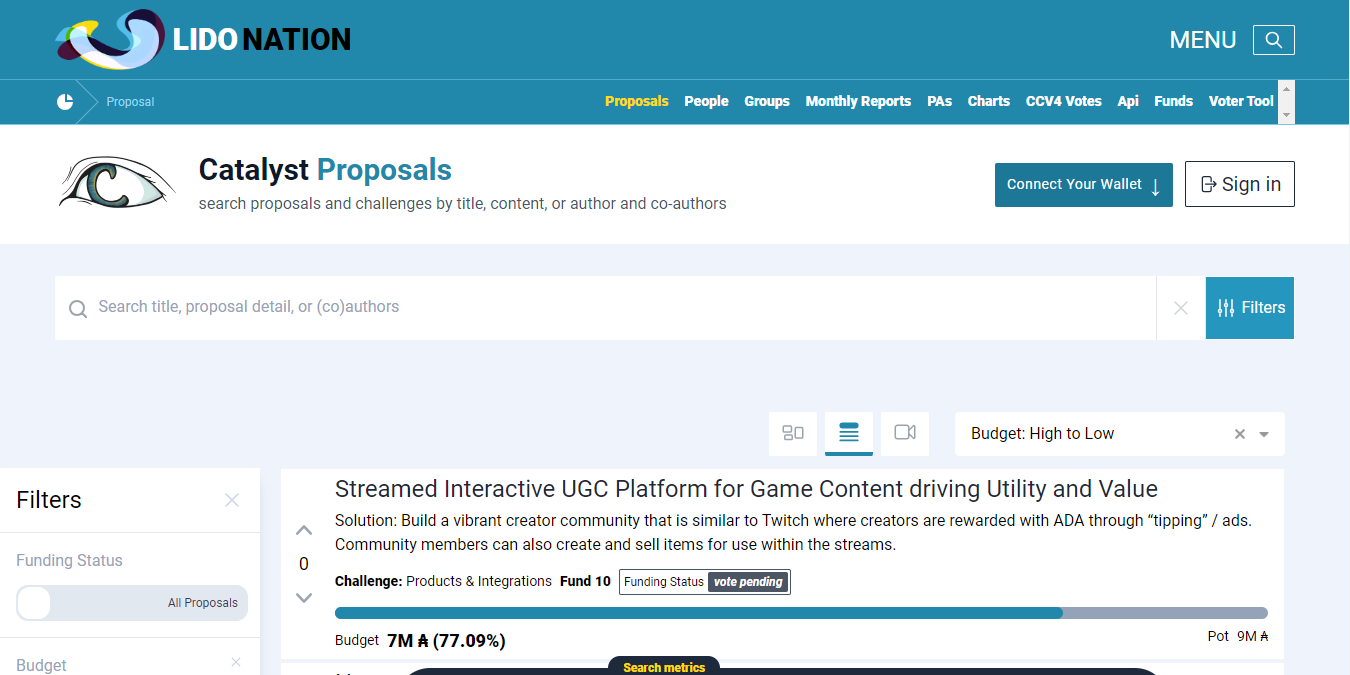 LIDO NATION
MENU
Proposal
Proposals People Groups Monthly Reports PAs Charts CCV4 Votes Api Funds Voter Tool
Catalyst Proposals
search proposals and challenges by title, content, or author and co-authors
Connect Your Wallet ↓
Sign in
Search title, proposal detail, or (co)authors
Filters
Budget: High to Low
Filters
Funding Status
All Proposals
Budget
Streamed Interactive UGC Platform for Game Content driving Utility and Value
0
Solution: Build a vibrant creator community that is similar to Twitch where creators are rewarded with ADA through “tipping” / ads.
Community members can also create and sell items for use within the streams.
Challenge: Products & Integrations Fund 10 Funding Status vote pending
Budget 7M ₳ (77.09%)
Pot 9M ₳
Search metrics